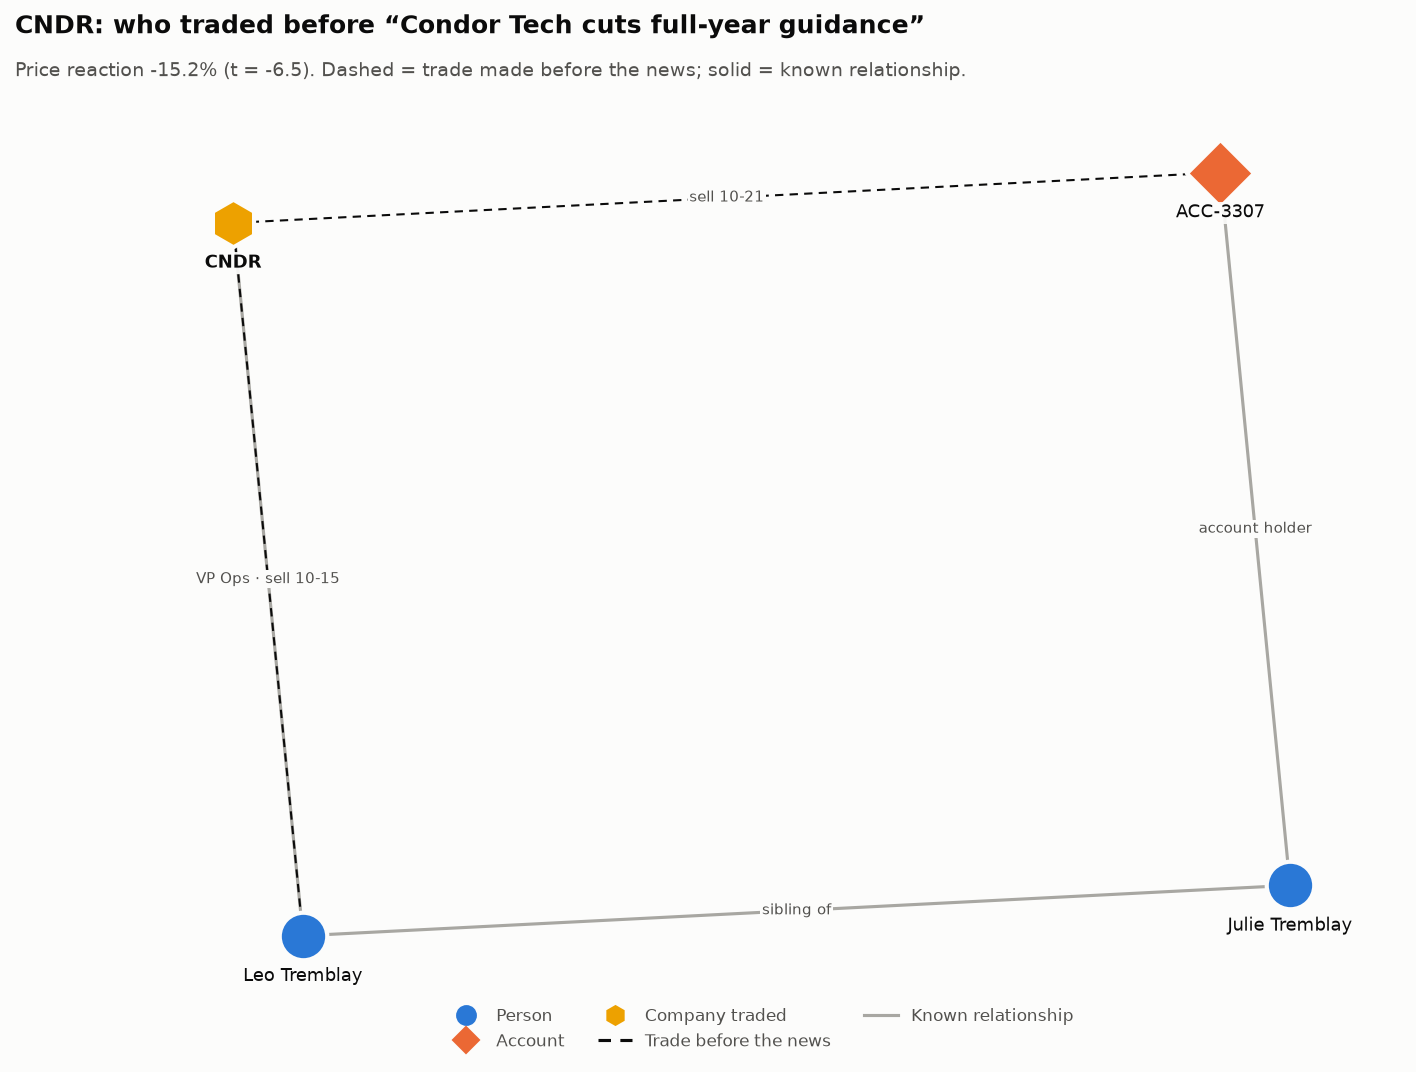 CNDR: who traded before “Condor Tech cuts full-year guidance”
Price reaction -15.2% (t = -6.5). Dashed = trade made before the news; solid = known relationship.
sell 10-21
ACC-3307
CNDR
account holder
VP Ops · sell 10-15
sibling of
Julie Tremblay
Leo Tremblay
Person
Company traded
Known relationship
Account
Trade before the news